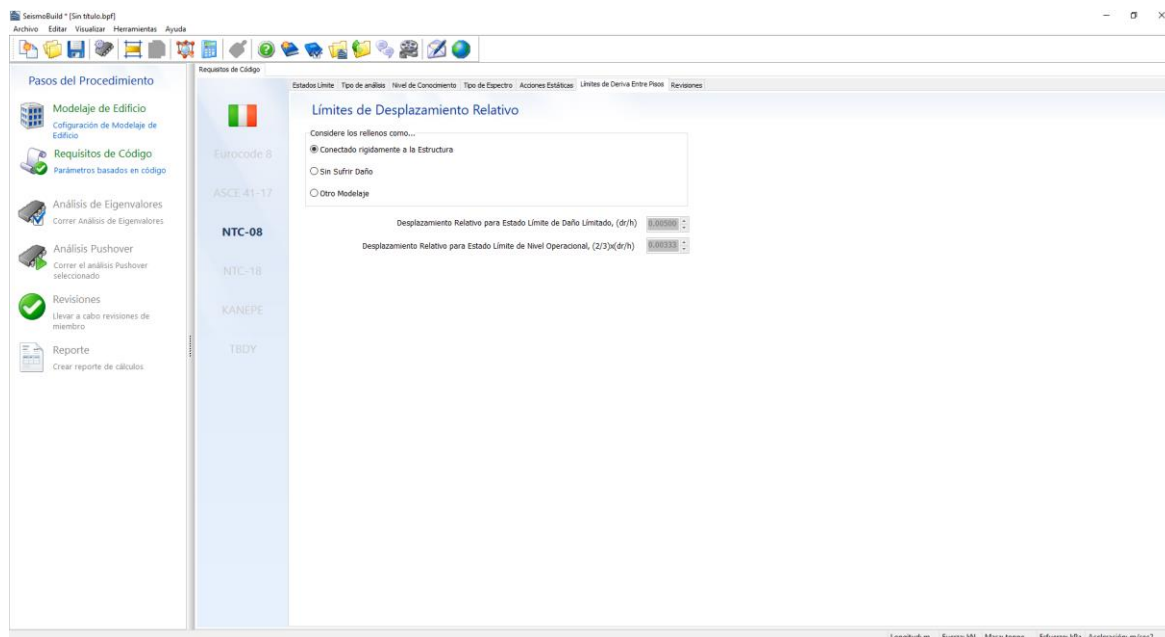 SeismoBuild * [Sin título.bpf]
Archivo Editar Visualizar Herramientas Ayuda
Pasos del Procedimiento
Modelaje de Edificio
Cofiguración de Modelaje de
Edificio
Requisitos de Código
Parámetros basados en código
Análisis de Eigenvalores
Correr Análisis de Eigenvalores
Análisis Pushover
Correr el análisis Pushover
seleccionado
Revisiones
Llevar a cabo revisiones de
miembro
Reporte
Crear reporte de cálculos
Requisitos de Código
Eurocode 8
ASCE 41-17
NTC-08
NTC-18
KANEPE
TBDY
Estados Límite Tipo de análisis Nivel de Conocimiento Tipo de Espectro Acciones Estáticas Límites de Deriva Entre Pisos Revisiones
Límites de Desplazamiento Relativo
Considere los rellenos como...
Conectado rigidamente a la Estructura
Sin Sufrir Daño
Otro Modelaje
Desplazamiento Relativo para Estado Límite de Daño Límitado, (dr/h) 0.00500
Desplazamiento Relativo para Estado Límite de Nivel Operacional, (2/3)x(dr/h) 0.00333